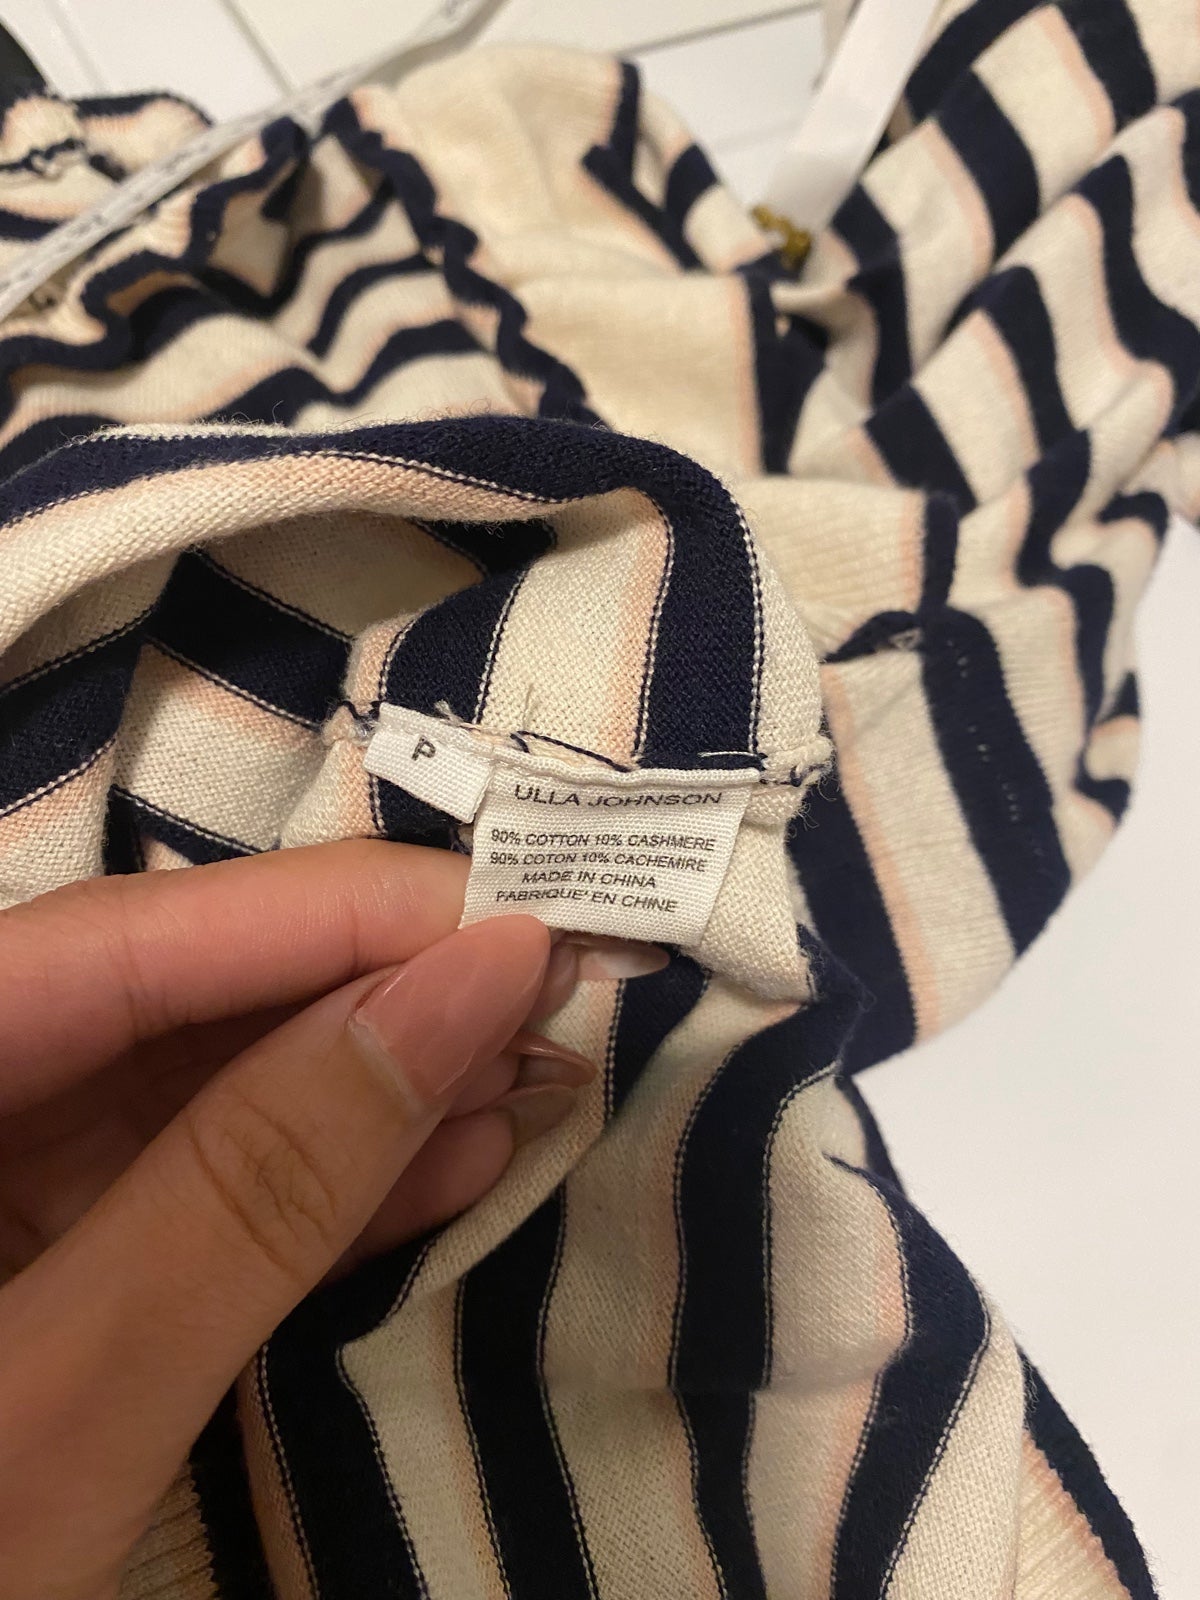 P
ULLA JOHNSON
90% COTTON 10% CASHMERE
90% COTON 10% CACHEMIRE
MADE IN CHINA
FABRIQUE' EN CHINE